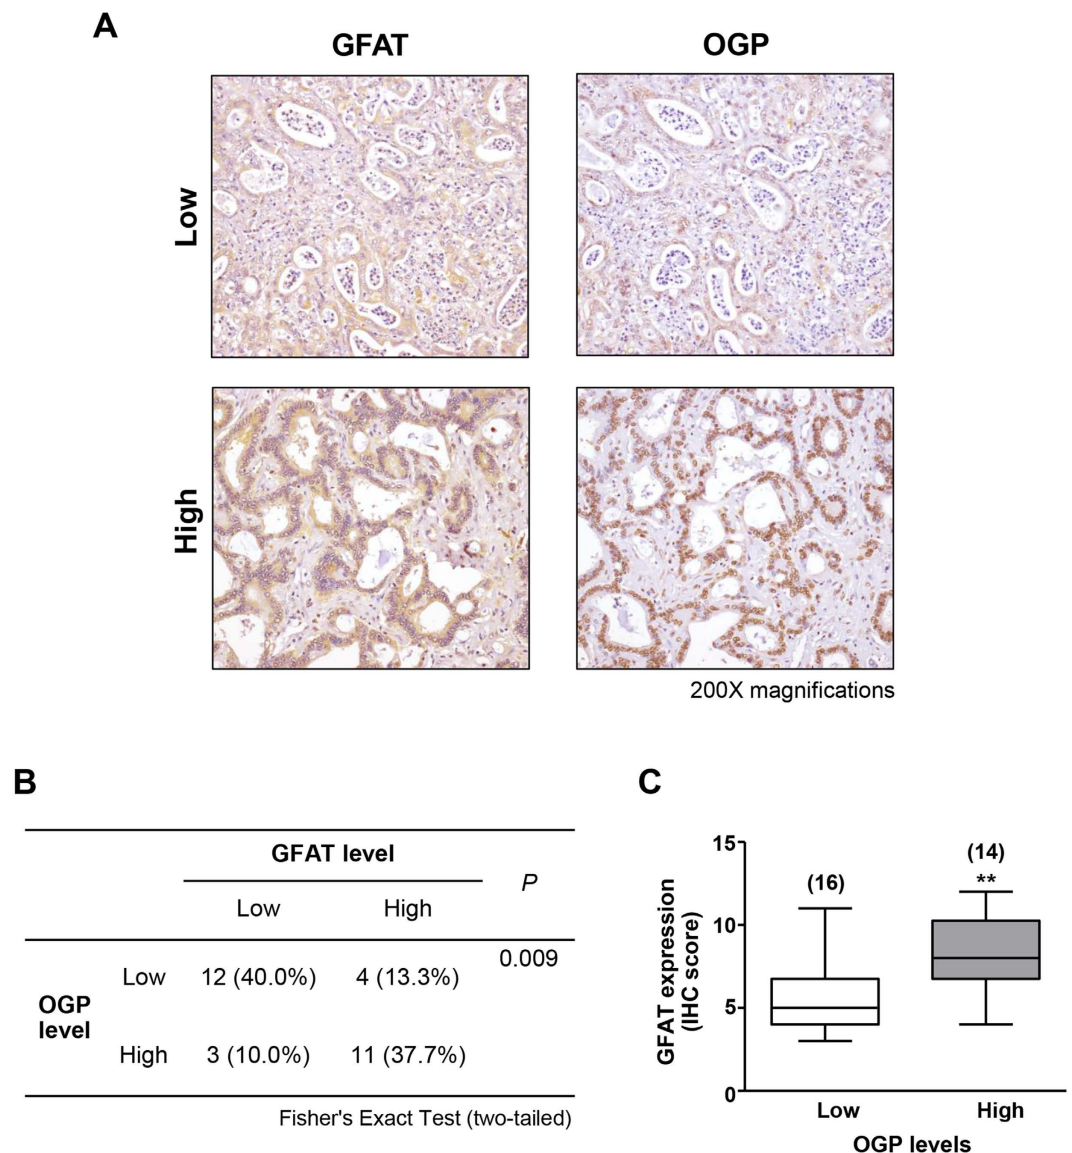 A
GFAT
OGP
Low
High
200X magnifications
B
GFAT level
P
Low
High
0.009
Low
12 (40.0%)
4 (13.3%)
OGP
level
High
3 (10.0%)
11 (37.7%)
Fisher's Exact Test (two-tailed)
C
GFAT expression
(IHC score)
15
10
5
0
(16)
(14)
**
Low
High
OGP levels